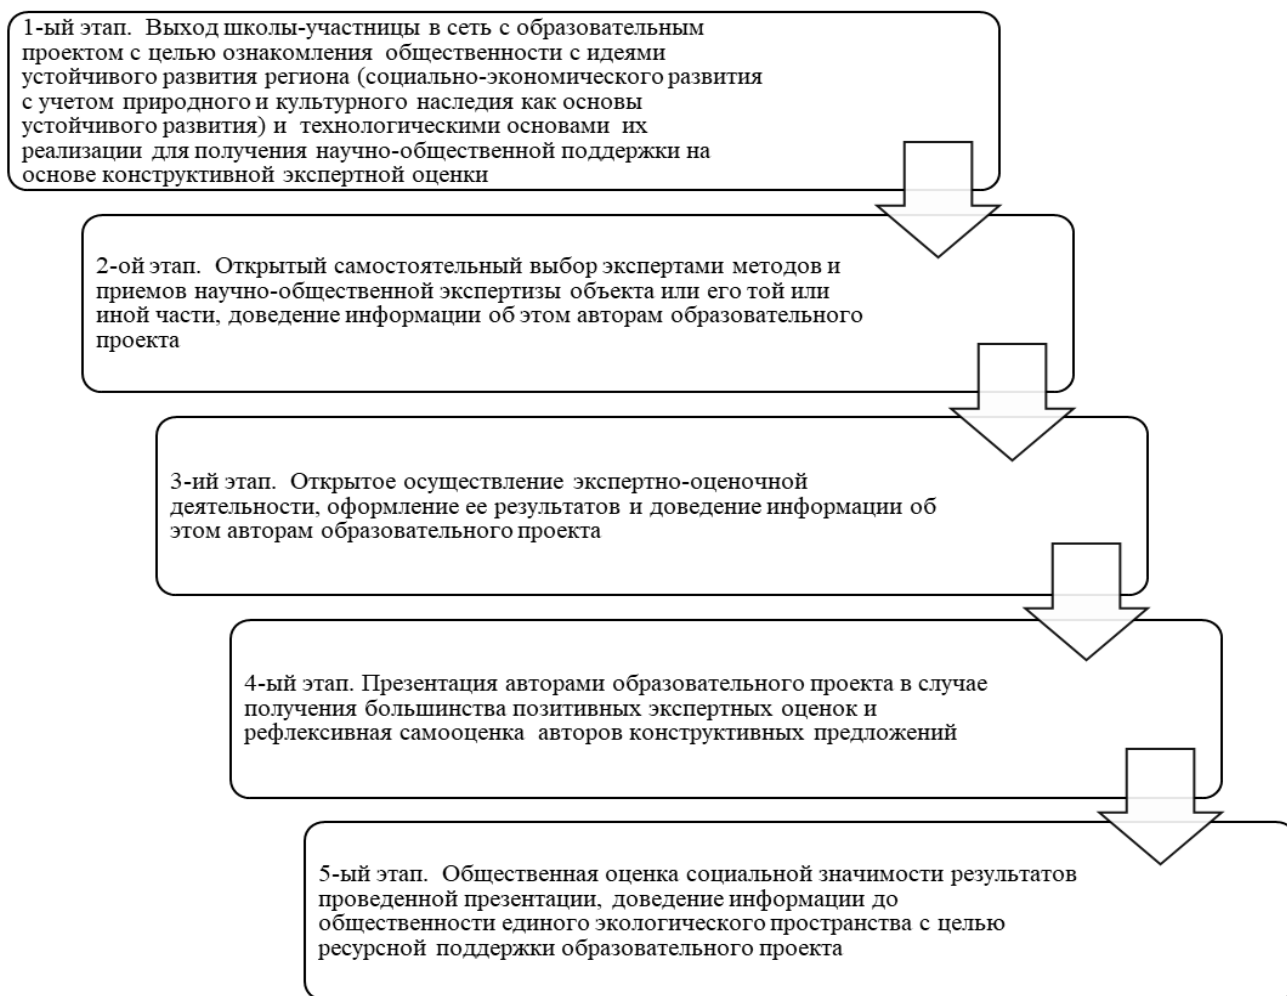 1-ый этап. Выход школы-участницы в сеть с образовательным
проектом с целью ознакомления общественности с идеями
устойчивого развития региона (социально-экономического развития
с учетом природного и культурного наследия как основы
устойчивого развития) и технологическими основами их
реализации для получения научно-общественной поддержки на
основе конструктивной экспертной оценки
2-ой этап. Открытый самостоятельный выбор экспертами методов и
приемов научно-общественной экспертизы объекта или его той или
иной части, доведение информации об этом авторам образовательного
проекта
3-ий этап. Открытое осуществление экспертно-оценочной
деятельности, оформление ее результатов и доведение информации об
этом авторам образовательного проекта
4-ый этап. Презентация авторами образовательного проекта в случае
получения большинства позитивных экспертных оценок и
рефлексивная самооценка авторов конструктивных предложений
5-ый этап. Общественная оценка социальной значимости результатов
проведенной презентации, доведение информации до
общественности единого экологического пространства с целью
ресурсной поддержки образовательного проекта